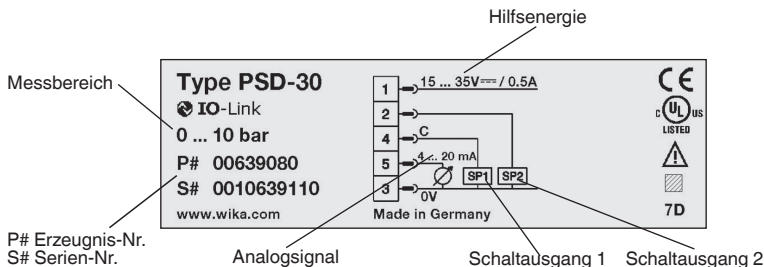 Hilfsenergie
Messbereich
Type PSD-30
IO-Link
0 ... 10 bar
P# 00639080
S# 0010639110
www.wika.com
1
15 ... 35V⎓ / 0.5A
2
4
C
5
4 ... 20 mA
3
0V
SP1
SP2
Made in Germany
CE
c UL us
LISTED
7D
P# Erzeugnis-Nr.
S# Serien-Nr.
Analogsignal
Schaltausgang 1
Schaltausgang 2